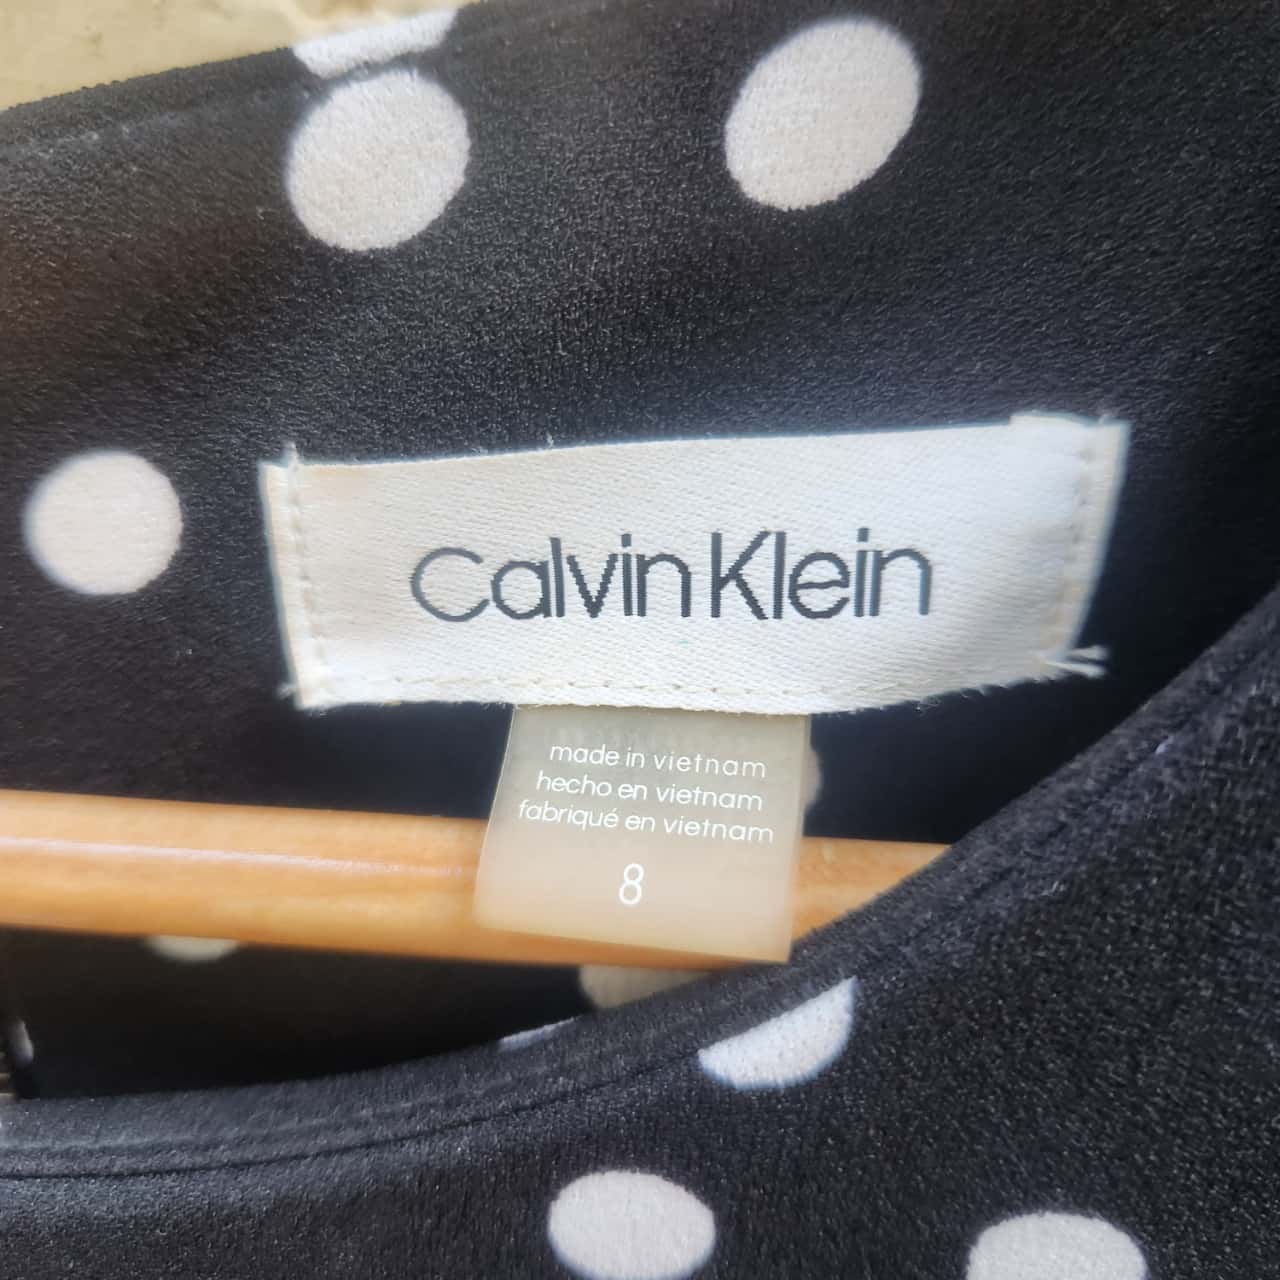 Calvin Klein
made in vietnam
hecho en vietnam
fabriqué en vietnam
8